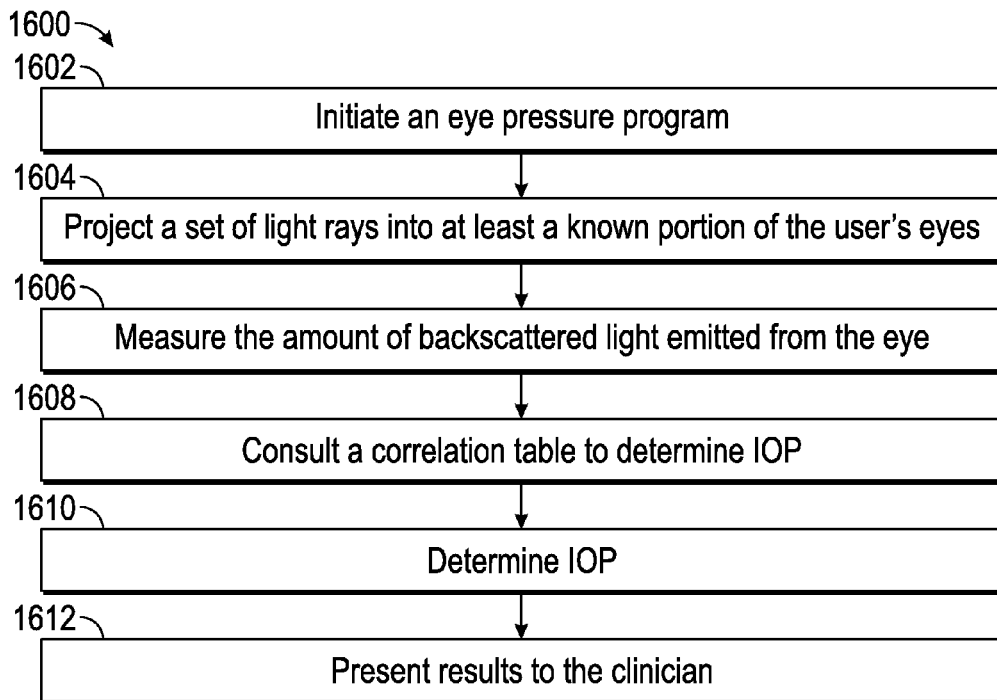 1600
1602
Initiate an eye pressure program
1604
Project a set of light rays into at least a known portion of the user's eyes
1606
Measure the amount of backscattered light emitted from the eye
1608
Consult a correlation table to determine IOP
1610
Determine IOP
1612
Present results to the clinician